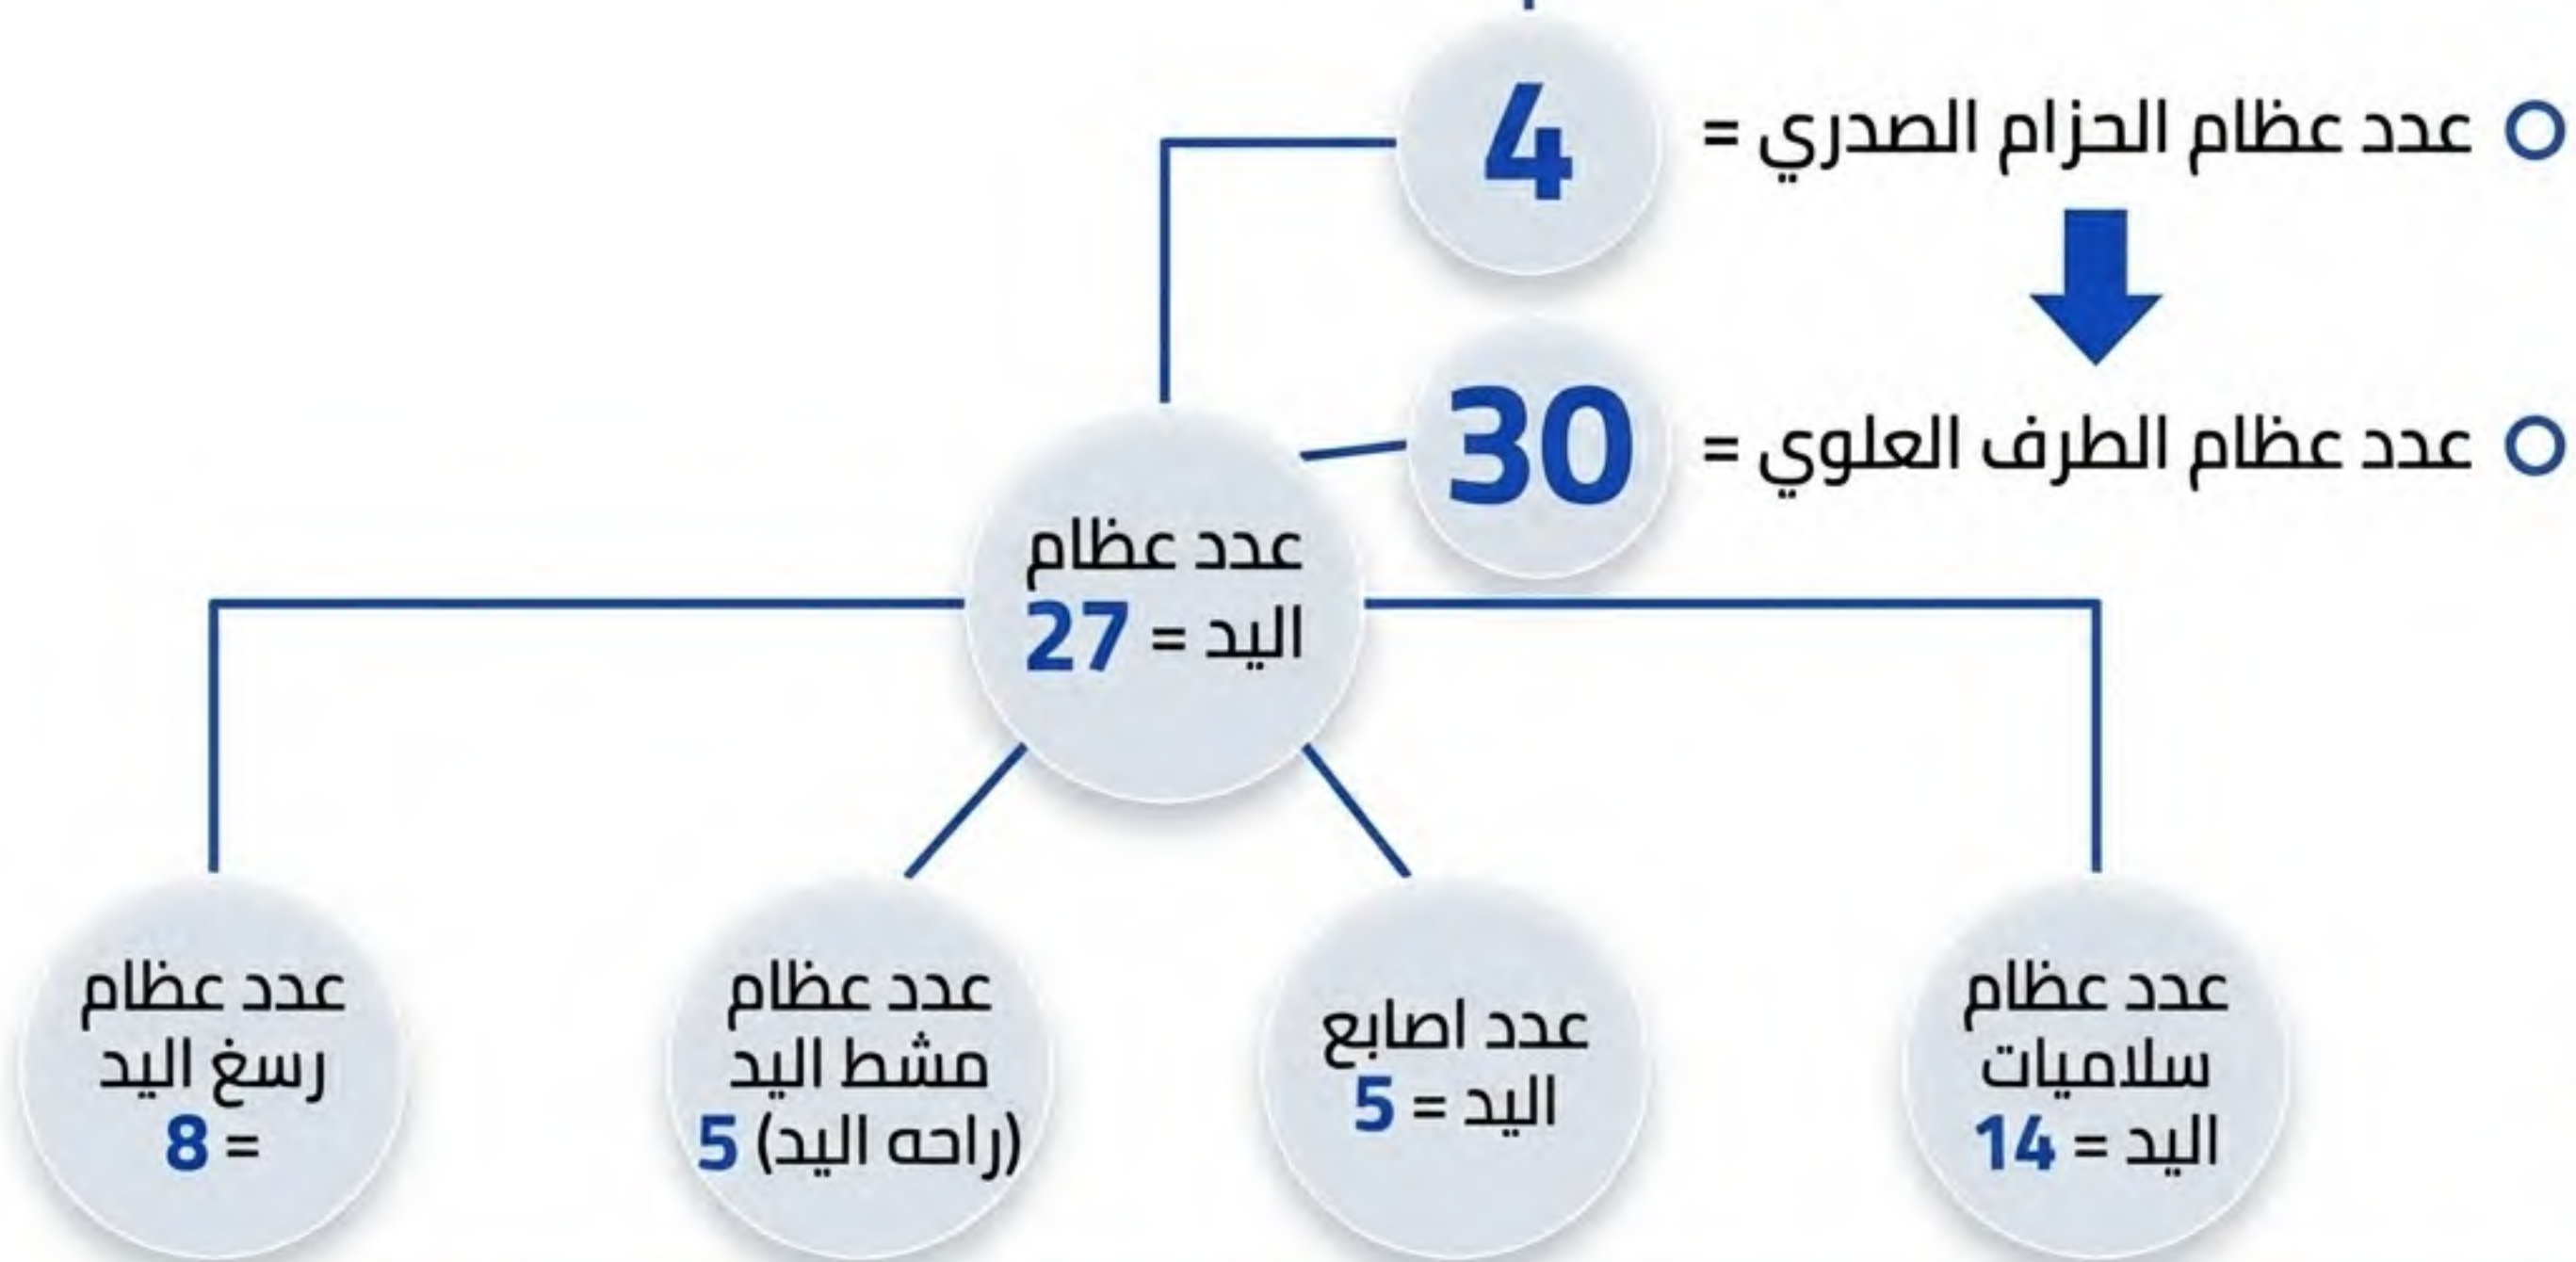 عدد عظام الحزام الصدري =
4
عدد عظام الطرف العلوي =
30
عدد عظام
اليد = 27
عدد عظام
سلاميات
اليد = 14
عدد اصابع
اليد = 5
عدد عظام
مشط اليد
(راحه اليد) 5
عدد عظام
رسغ اليد
= 8